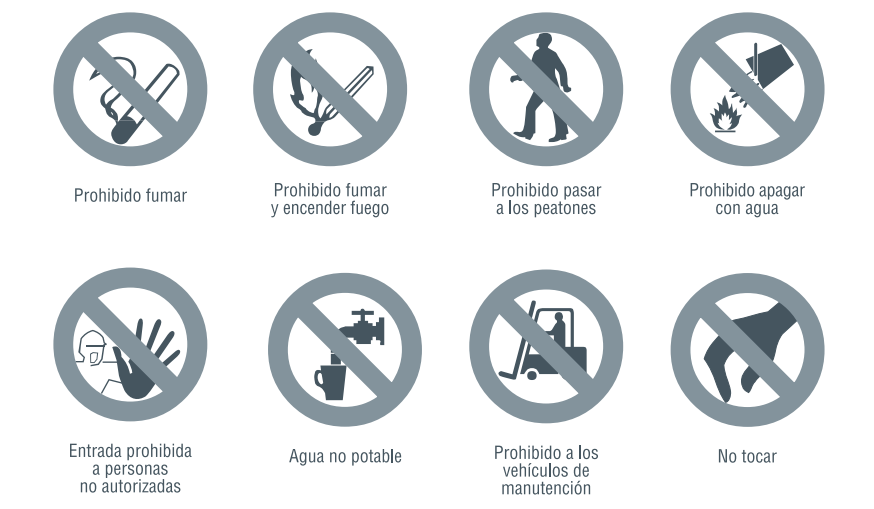 Prohibido fumar
Prohibido fumar
y encender fuego
Prohibido pasar
a los peatones
Prohibido apagar
con agua
Entrada prohibida
a personas
no autorizadas
Agua no potable
Prohibido a los
vehículos de
manutención
No tocar